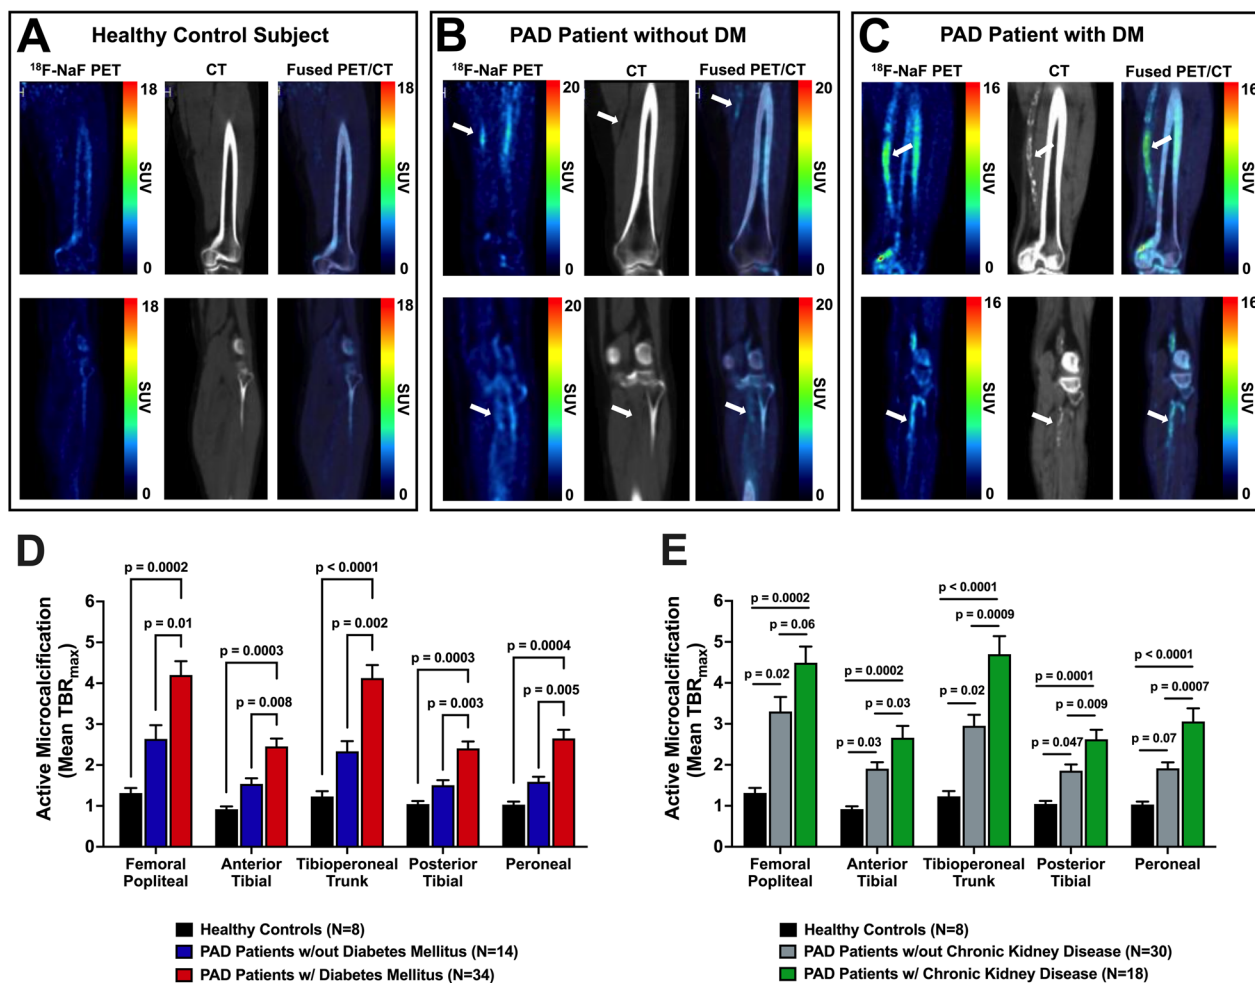 A
Healthy Control Subject
18F-NaF PET
CT
Fused PET/CT
18
SUV
0
18
SUV
0
18
SUV
0
18
SUV
0
B
PAD Patient without DM
18F-NaF PET
CT
Fused PET/CT
20
SUV
0
20
0
20
SUV
0
20
0
C
PAD Patient with DM
18F-NaF PET
CT
Fused PET/CT
16
SUV
0
16
0
16
SUV
0
16
0
D
Active Microcalcification
(Mean TBRmax)
6
5
4
3
2
1
0
p = 0.0002
p = 0.01
p = 0.0003
p = 0.008
p < 0.0001
p = 0.002
p = 0.0003
p = 0.003
p = 0.0004
p = 0.005
Femoral
Popliteal
Anterior
Tibial
Tibioperoneal
Trunk
Posterior
Tibial
Peroneal
Healthy Controls (N=8)
PAD Patients w/out Diabetes Mellitus (N=14)
PAD Patients w/ Diabetes Mellitus (N=34)
E
Active Microcalcification
(Mean TBRmax)
6
5
4
3
2
1
0
p = 0.0002
p = 0.06
p = 0.02
p = 0.0002
p = 0.03
p = 0.03
p < 0.0001
p = 0.0009
p = 0.02
p = 0.0001
p = 0.009
p = 0.047
p < 0.0001
p = 0.0007
p = 0.07
Femoral
Popliteal
Anterior
Tibial
Tibioperoneal
Trunk
Posterior
Tibial
Peroneal
Healthy Controls (N=8)
PAD Patients w/out Chronic Kidney Disease (N=30)
PAD Patients w/ Chronic Kidney Disease (N=18)